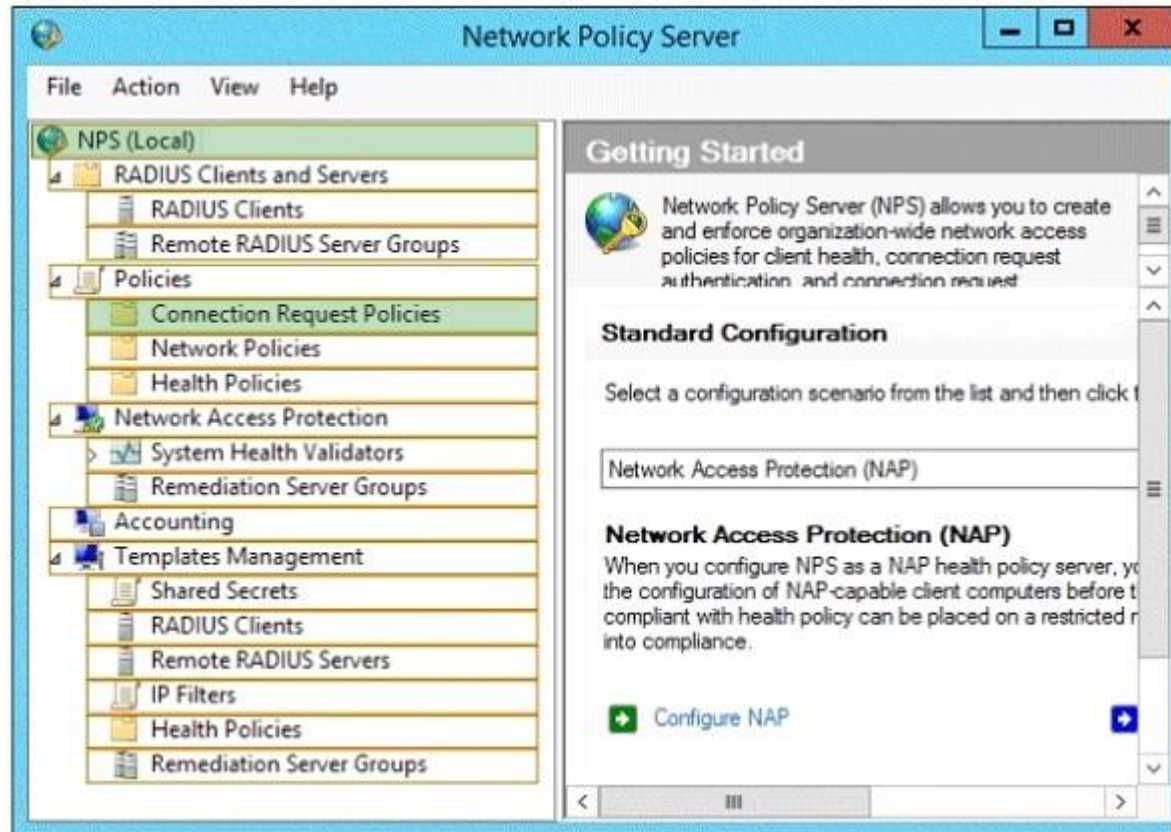 Network Policy Server
File Action View Help
NPS (Local)
RADIUS Clients and Servers
RADIUS Clients
Remote RADIUS Server Groups
Policies
Connection Request Policies
Network Policies
Health Policies
Network Access Protection
System Health Validators
Remediation Server Groups
Accounting
Templates Management
Shared Secrets
RADIUS Clients
Remote RADIUS Servers
IP Filters
Health Policies
Remediation Server Groups
Getting Started
Network Policy Server (NPS) allows you to create
and enforce organization-wide network access
policies for client health, connection request
authentication, and connection request
Standard Configuration
Select a configuration scenario from the list and then click
Network Access Protection (NAP)
Network Access Protection (NAP)
When you configure NPS as a NAP health policy server,
the configuration of NAP-capable client computers before
compliant with health policy can be placed on a restricted
into compliance.
Configure NAP